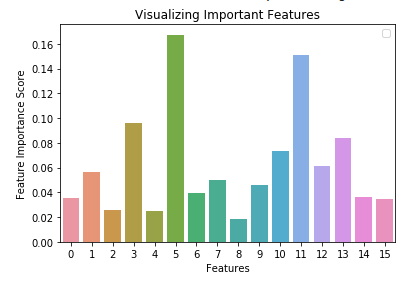 Visualizing Important Features
Feature Importance Score
0.16
0.14
0.12
0.10
0.08
0.06
0.04
0.02
0.00
0 1 2 3 4 5 6 7 8 9 10 11 12 13 14 15
Features